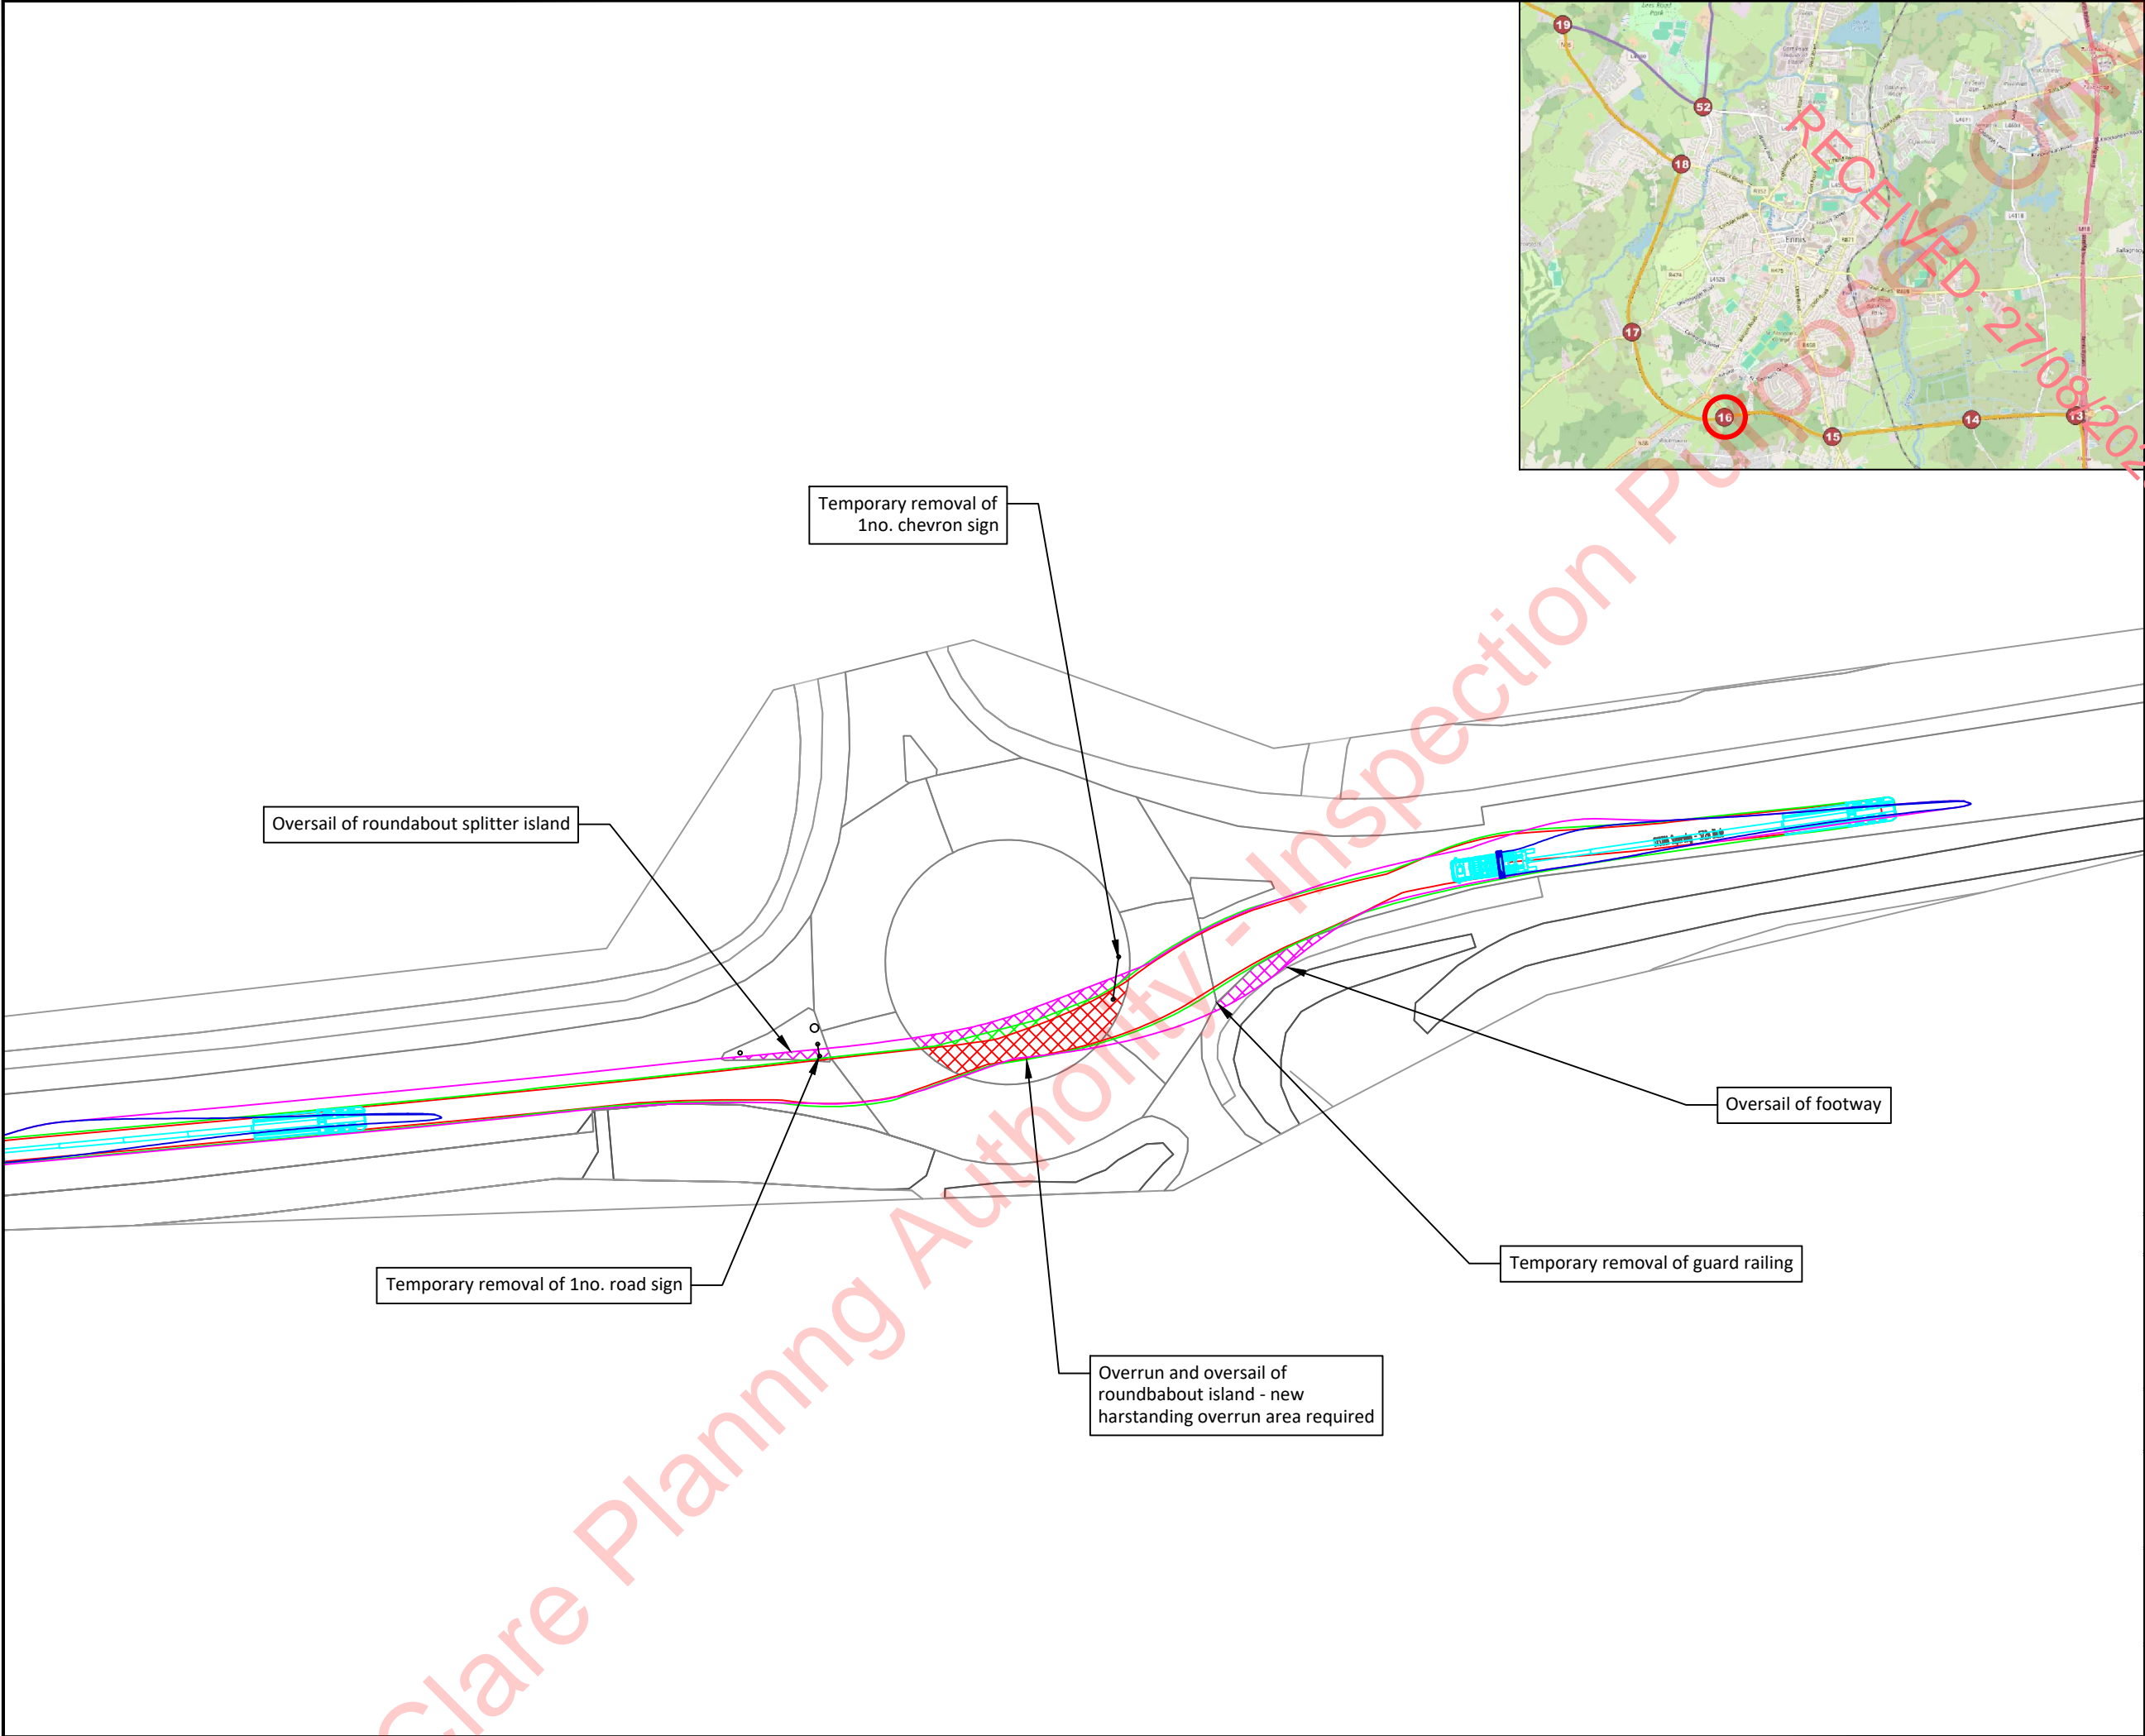 19
52
18
17
16
15
14
13
Ennis
RECEIVED: 27/08/202
Temporary removal of
1no. chevron sign
Oversail of roundabout splitter island
Oversail of footway
Temporary removal of guard railing
Temporary removal of 1no. road sign
Overrun and oversail of
roundbabout island - new
harstanding overrun area required
Clare Planning Authority - Inspection Purposes Only